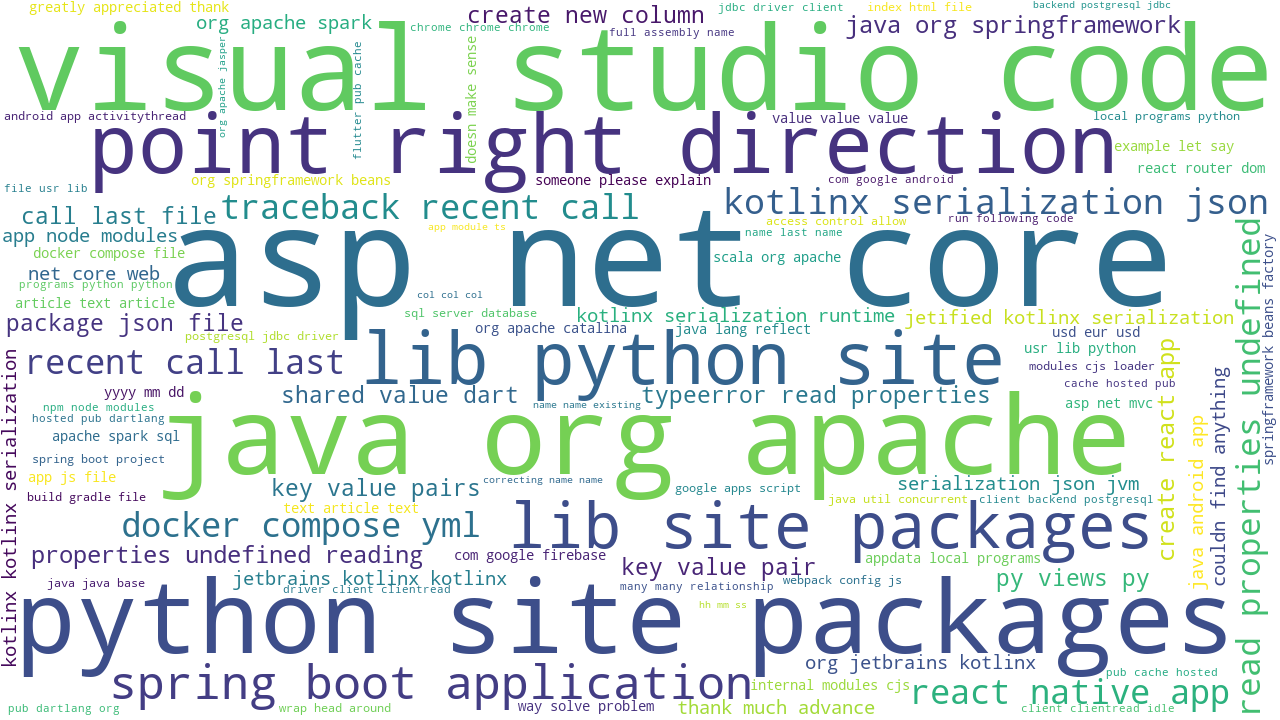 greatly appreciated thank
org apache spark
create new column
jdbc driver client
index html file
backend postgresql jdbc
chrome chrome chrome
full assembly name
java org springframework
visual studio code
org apache jasper
flutter pub cache
doesn make sense
android app activitythread
point right direction
value value value
local programs python
example let say
react router dom
file usr lib
org springframework beans
someone please explain
com google android
call last file
traceback recent call
kotlinx serialization json
access control allow
run following code
app node modules
app module ts
name last name
docker compose file
asp net core
scala org apache
net core web
programs python python
col col col
article text article
sql server database
kotlinx serialization runtime
jetified kotlinx serialization
package json file
org apache catalina
java lang reflect
usd eur usd
postgresql jdbc driver
usr lib python
recent call last
lib python site
modules cjs loader
cache hosted pub
yyyy mm dd
shared value dart
typeerror read properties
npm node modules
name name existing
asp net mvc
hosted pub dartlang
apache spark sql
java org apache
spring boot project
app js file
correcting name name
serialization json jvm
key value pairs
google apps script
build gradle file
java util concurrent
client backend postgresql
text article text
docker compose yml
lib site packages
properties undefined reading
com google firebase
appdata local programs
key value pair
java java base
jetbrains kotlinx kotlinx
driver client clientread
many many relationship
webpack config js
py views py
hh mm ss
python site packages
org jetbrains kotlinx
pub cache hosted
spring boot application
internal modules cjs
react native app
pub dartlang org
wrap head around
way solve problem
thank much advance
client clientread idle
kotlinx kotlinx serialization
create react app
java android app
couldn find anything
read properties undefined
springframework beans factory